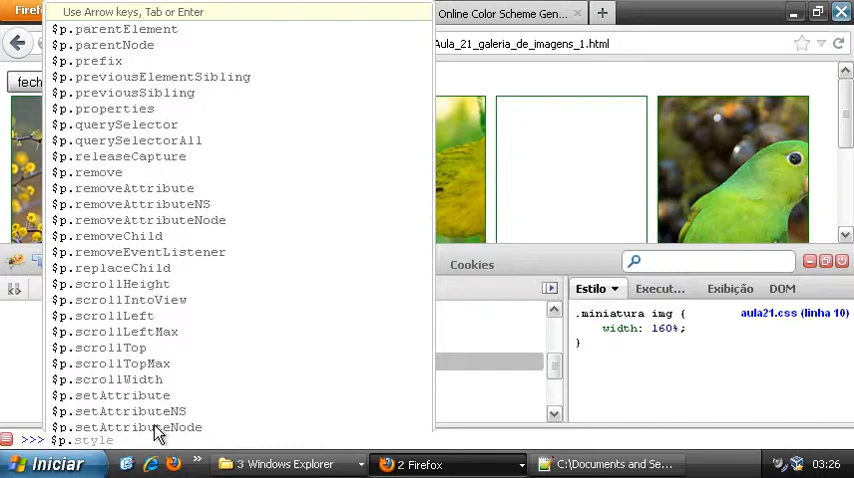 Firefo
Use Arrow keys, Tab or Enter
Online Color Scheme Gen...
Aula_21_galeria_de_imagens_1.html
fech
$p.parentElement
$p.parentNode
$p.prefix
$p.previousElementSibling
$p.previousSibling
$p.properties
$p.querySelector
$p.querySelectorAll
$p.releaseCapture
$p.remove
$p.removeAttribute
$p.removeAttributeNS
$p.removeAttributeNode
$p.removeChild
$p.removeEventListener
$p.replaceChild
$p.scrollHeight
$p.scrollIntoView
$p.scrollLeft
$p.scrollLeftMax
$p.scrollTop
$p.scrollTopMax
$p.scrollWidth
$p.setAttribute
$p.setAttributeNS
$p.setAttributeNode
>>> $p.style
Cookies
Estilo Execut... Exibição DOM
.miniatura img { aula21.css (linha 10)
width: 160%;
}
Iniciar » 3 Windows Explorer 2 Firefox C:\Documents and Se... 03:26